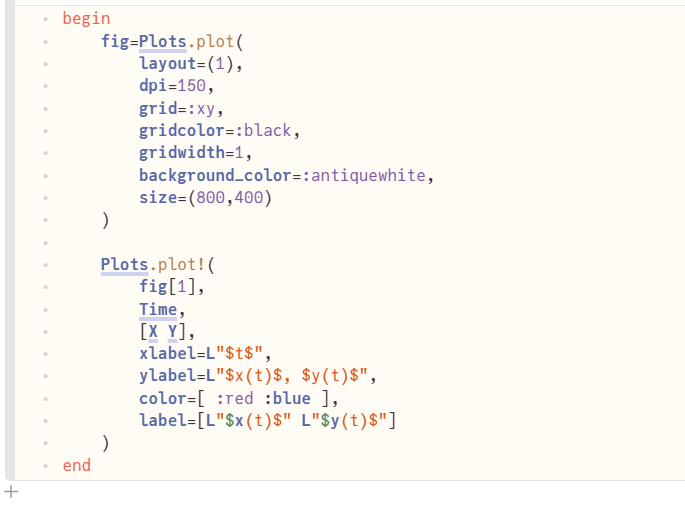 begin
    fig=Plots.plot(
        layout=(1),
        dpi=150,
        grid=:xy,
        gridcolor=:black,
        gridwidth=1,
        background_color=:antiquewhite,
        size=(800,400)
    )

    Plots.plot!(
        fig[1],
        Time,
        [X Y],
        xlabel=L"$t$",
        ylabel=L"$x(t)$, $y(t)$",
        color=[ :red :blue ],
        label=[L"$x(t)$" L"$y(t)$"]
    )
end